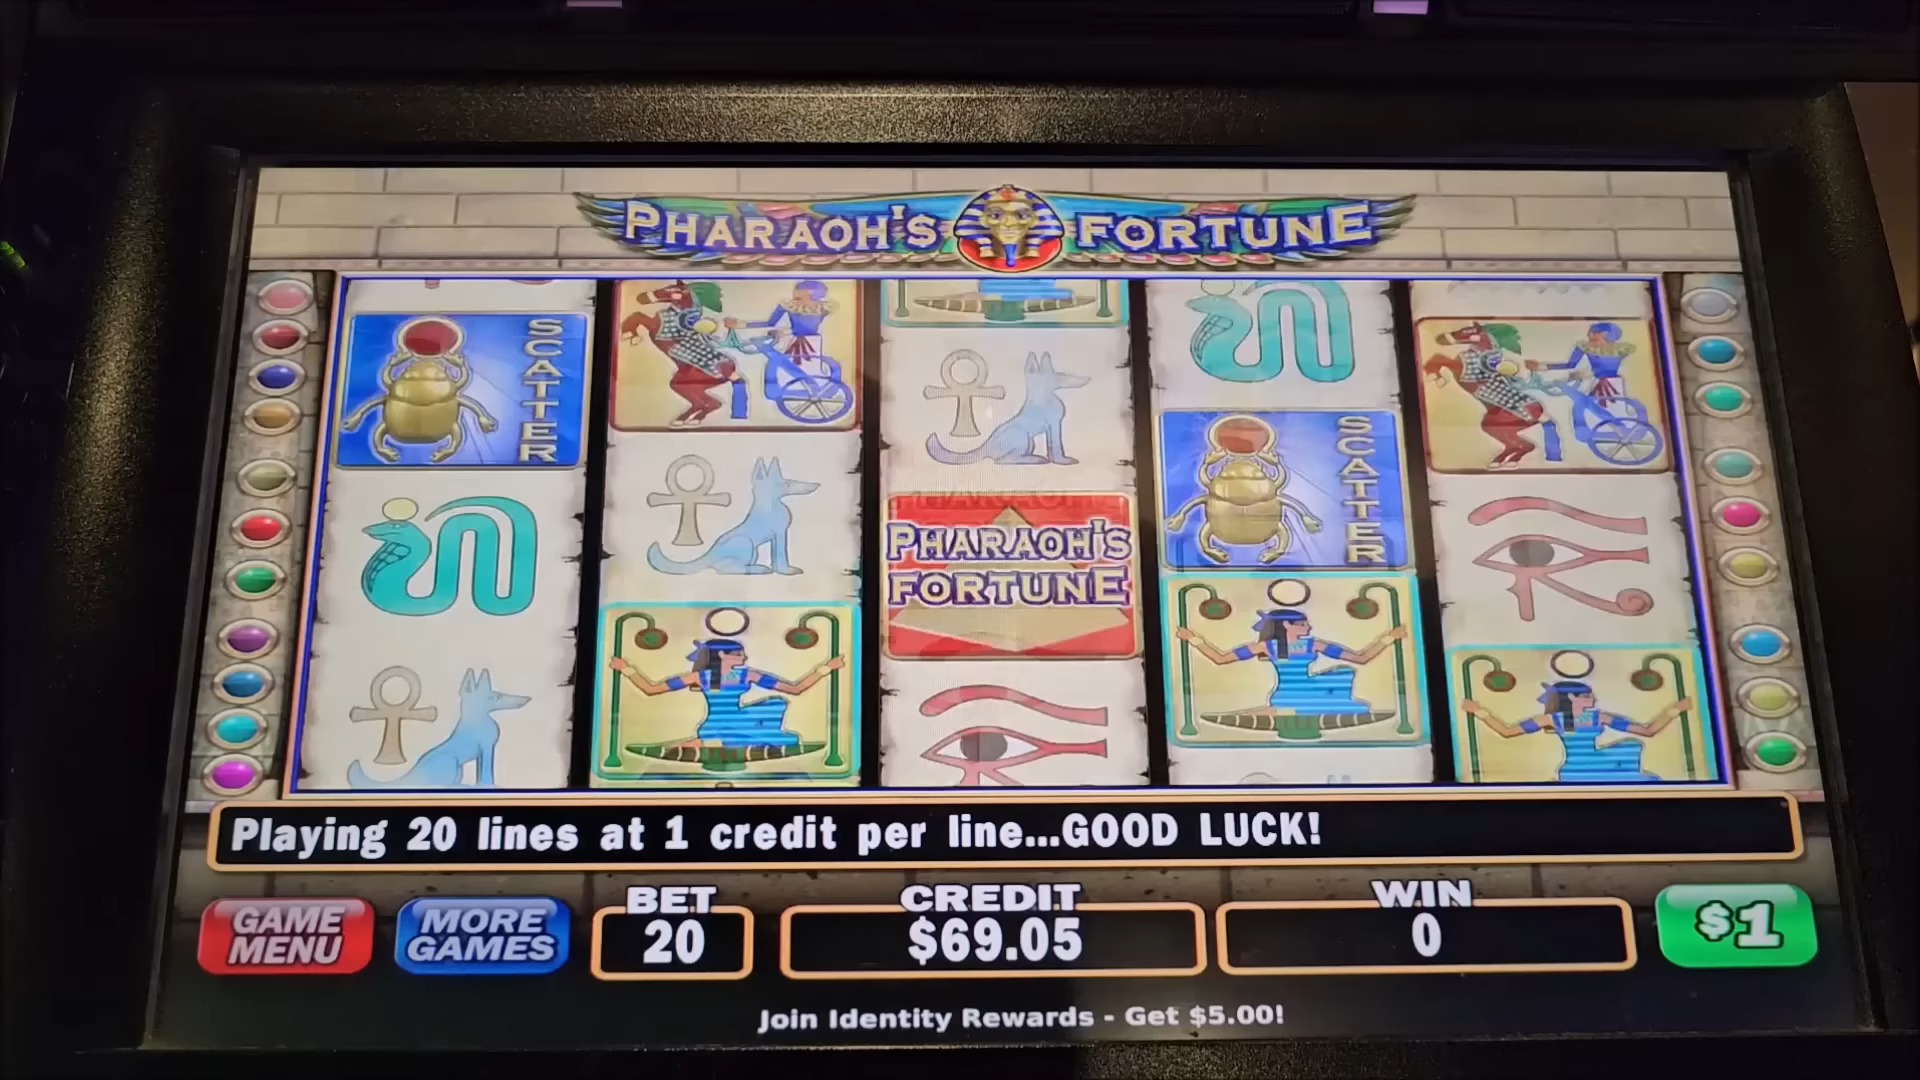 PHARAOH'S FORTUNE
SCATTER
SCATTER
PHARAOH'S
FORTUNE
Playing 20 lines at 1 credit per line...GOOD LUCK!
GAME
MENU
MORE
GAMES
BET
20
CREDIT
$69.05
WIN
0
$1
Join Identity Rewards - Get $5.00!